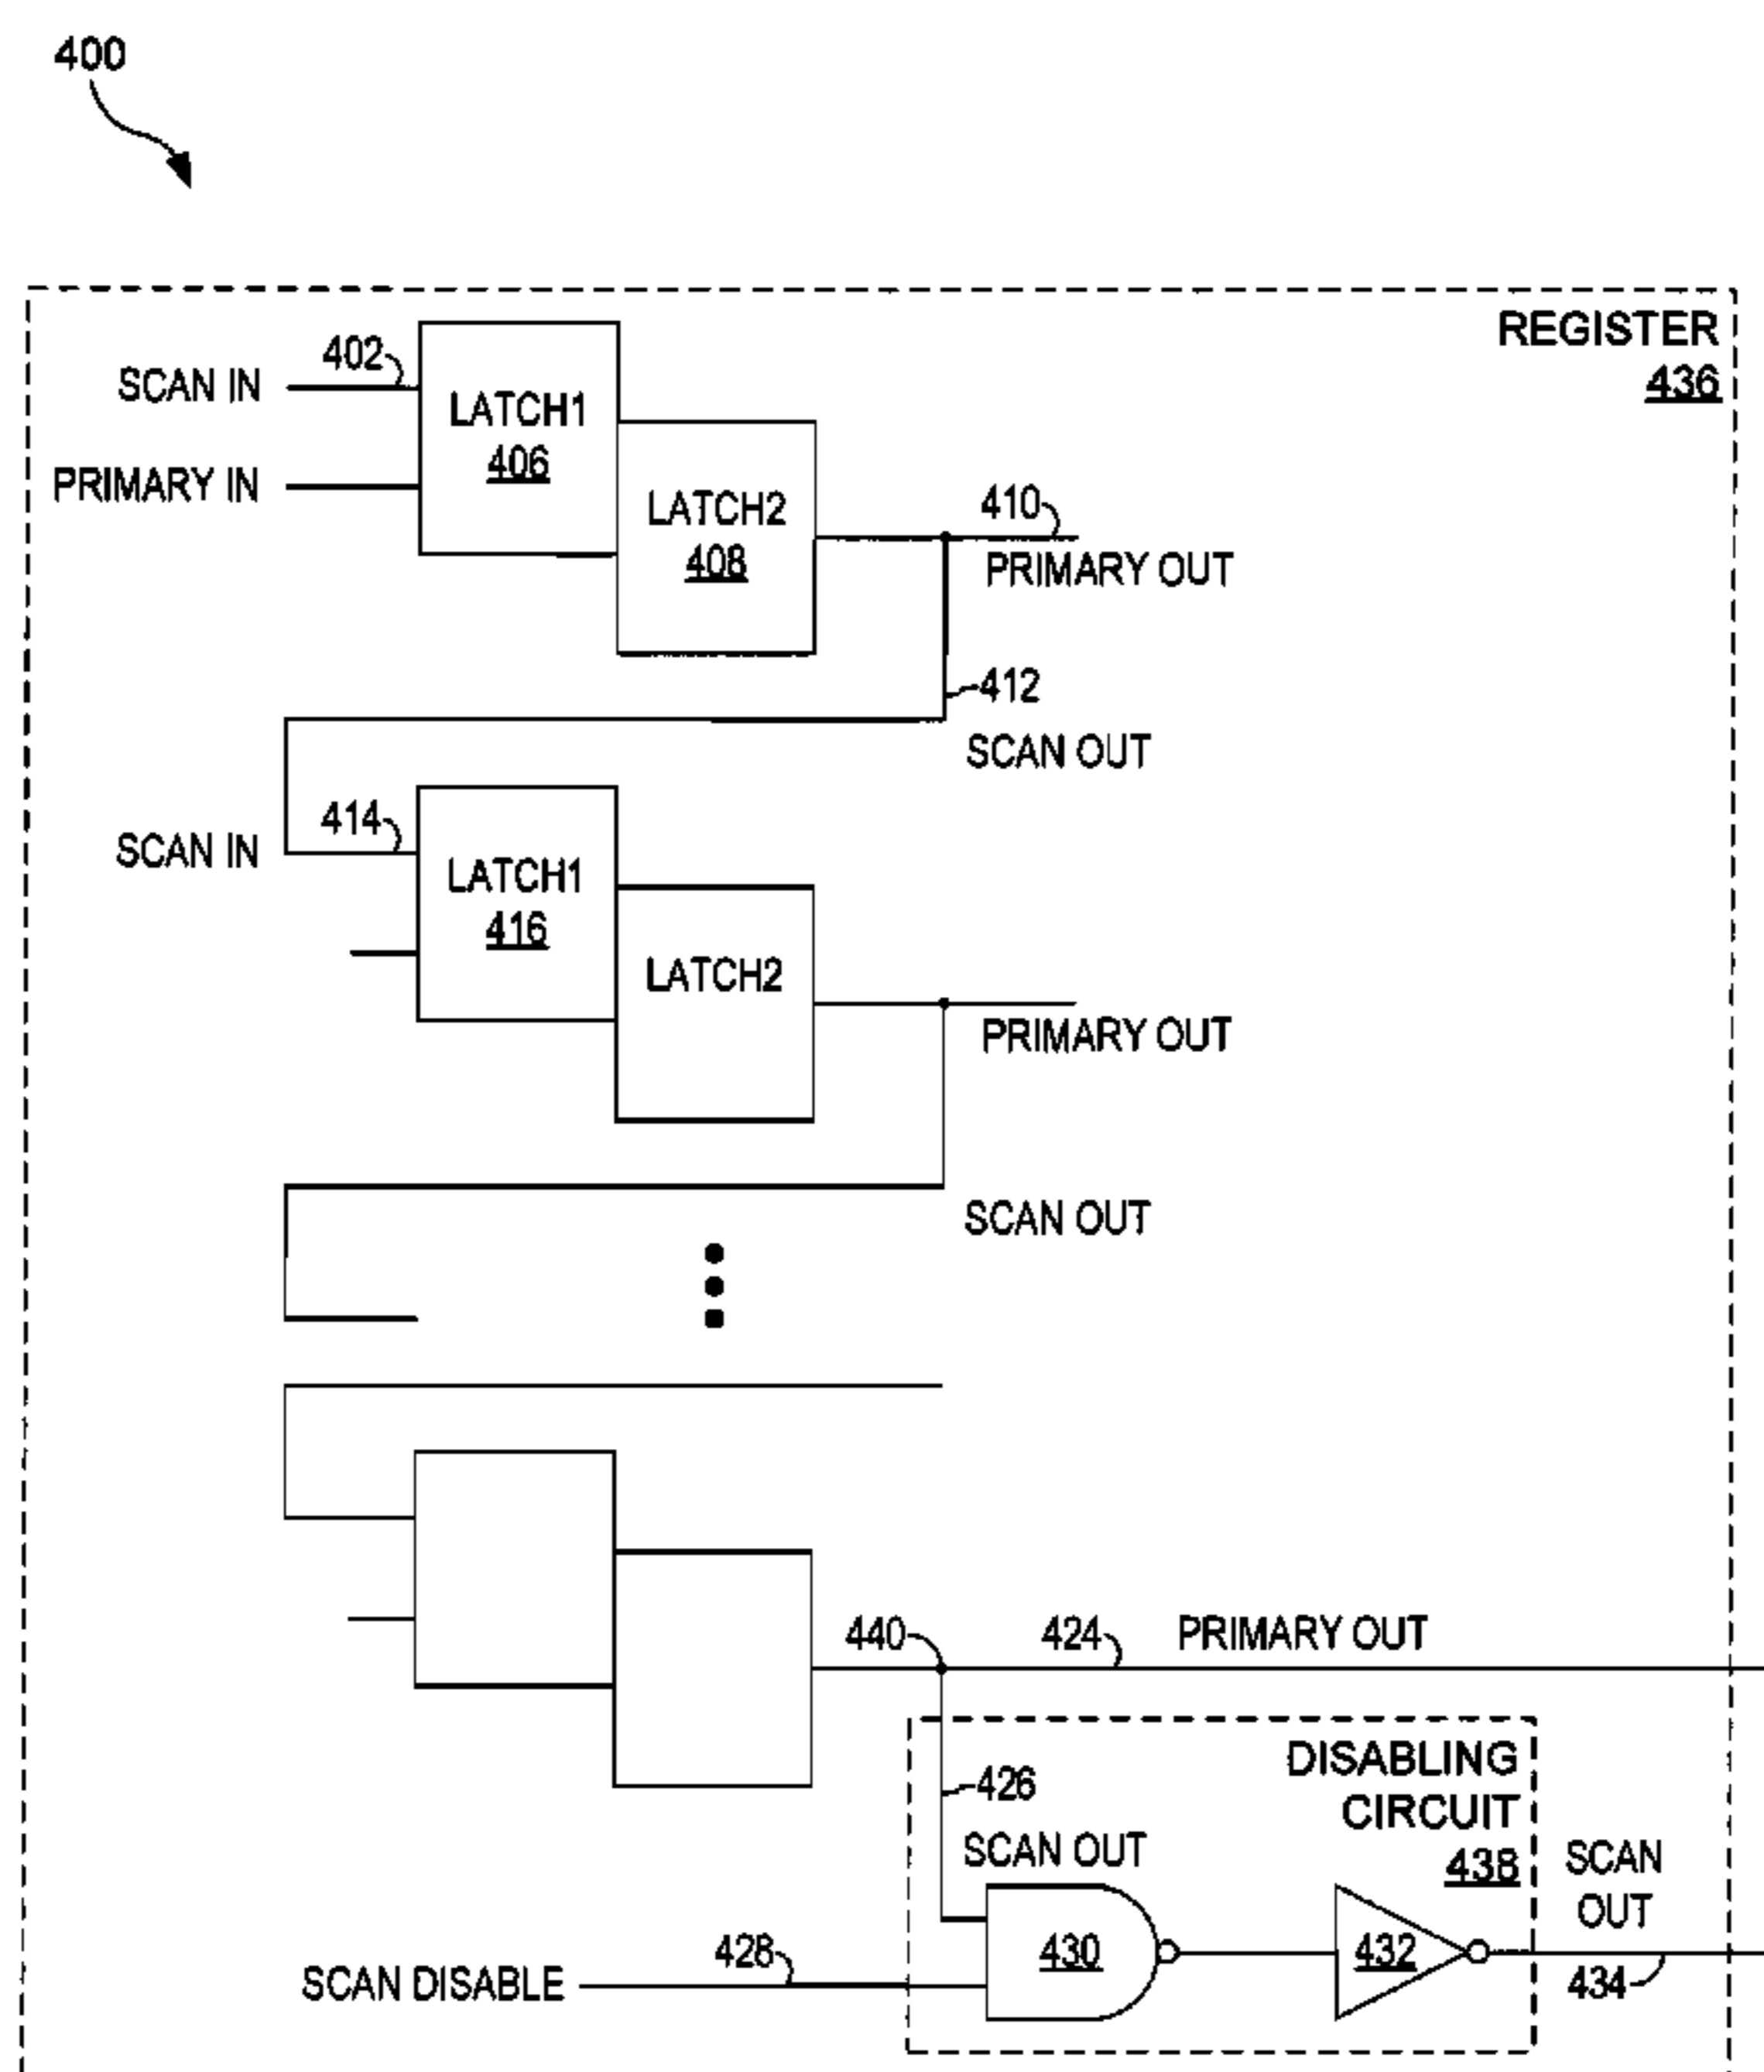 400
REGISTER
436
SCAN IN
402
LATCH1
406
PRIMARY IN
LATCH2
408
410
PRIMARY OUT
412
SCAN OUT
SCAN IN
414
LATCH1
416
LATCH2
PRIMARY OUT
SCAN OUT
440
424
PRIMARY OUT
DISABLING
CIRCUIT
438
426
SCAN OUT
SCAN
OUT
SCAN DISABLE
428
430
432
434